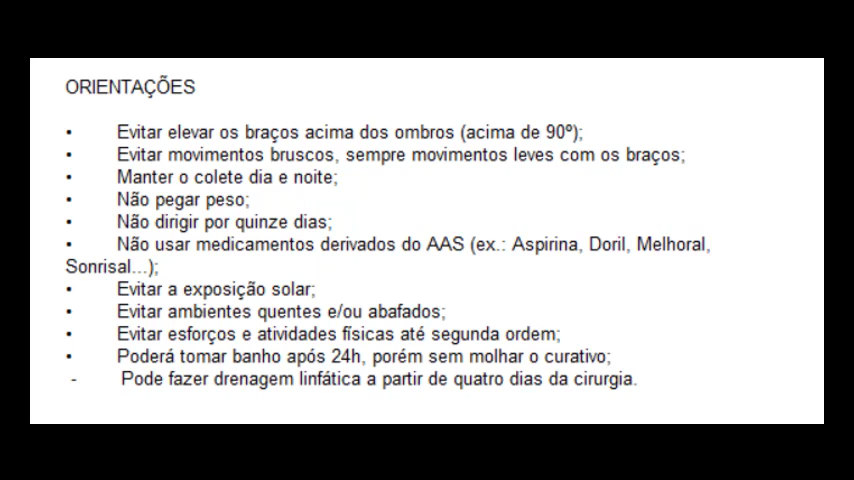 ORIENTAÇÕES
• Evitar elevar os braços acima dos ombros (acima de 90º);
• Evitar movimentos bruscos, sempre movimentos leves com os braços;
• Manter o colete dia e noite;
• Não pegar peso;
• Não dirigir por quinze dias;
• Não usar medicamentos derivados do AAS (ex.: Aspirina, Doril, Melhoral,
Sonrisal...);
• Evitar a exposição solar;
• Evitar ambientes quentes e/ou abafados;
• Evitar esforços e atividades físicas até segunda ordem;
• Poderá tomar banho após 24h, porém sem molhar o curativo;
- Pode fazer drenagem linfática a partir de quatro dias da cirurgia.